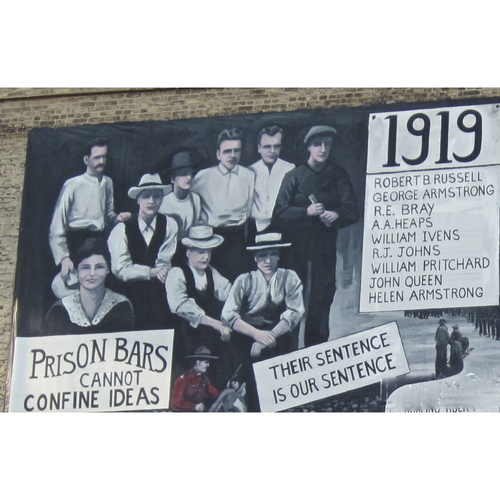 1919
ROBERT B. RUSSELL
GEORGE ARMSTRONG
R.E. BRAY
A.A. HEAPS
WILLIAM IVENS
R.J. JOHNS
WILLIAM PRITCHARD
JOHN QUEEN
HELEN ARMSTRONG
PRISON BARS
CANNOT
CONFINE IDEAS
THEIR SENTENCE
IS OUR SENTENCE